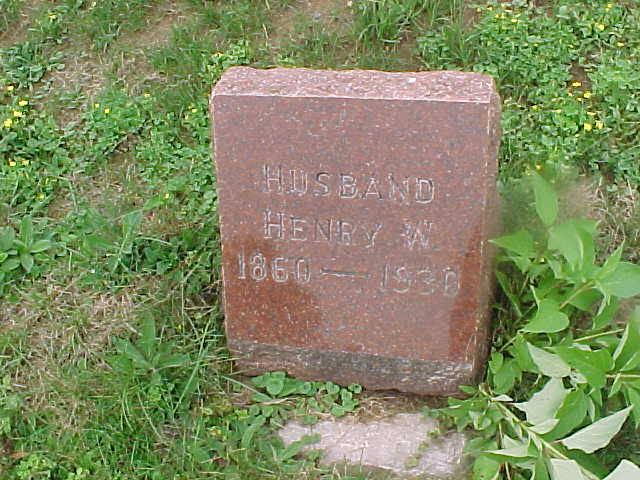 HUSBAND
HENRY W.
1860 — 1930